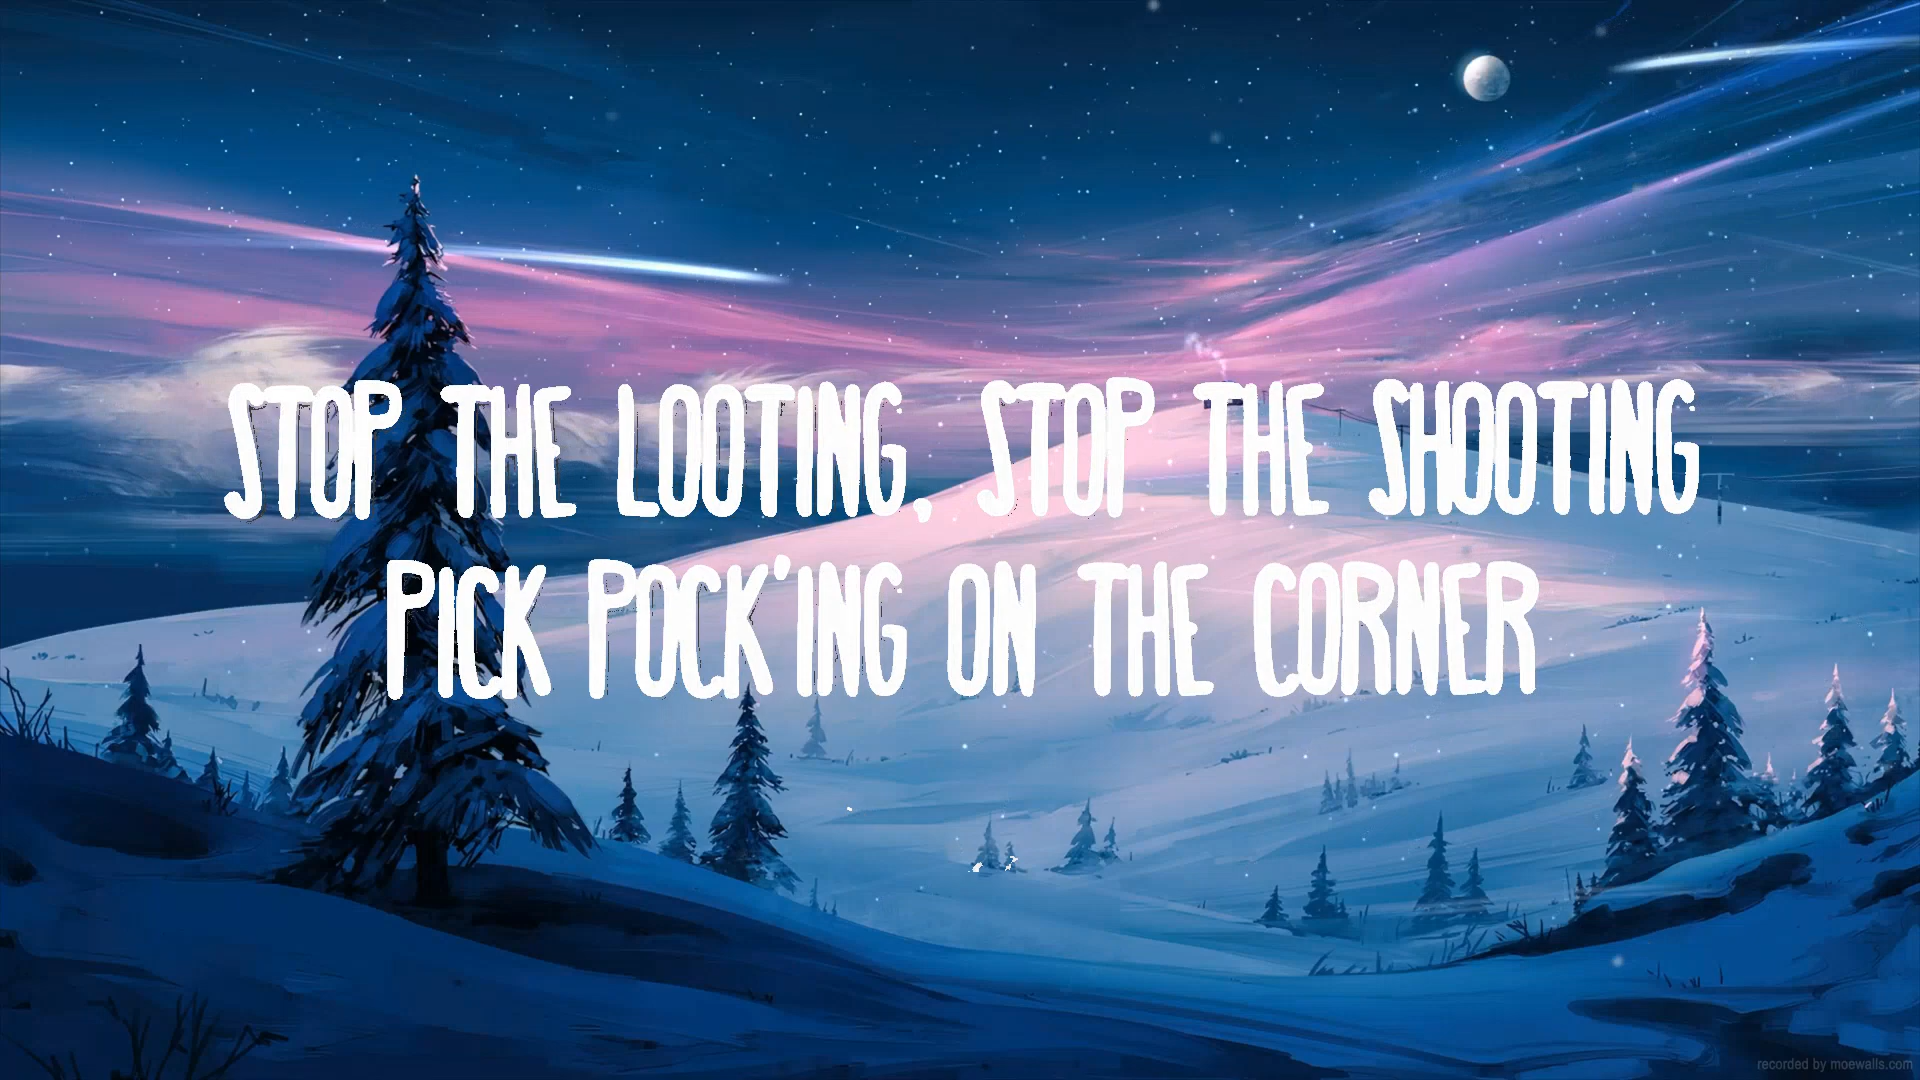 STOP THE LOOTING, STOP THE SHOOTING
PICK POCK'ING ON THE CORNER
recorded by moewalls.com